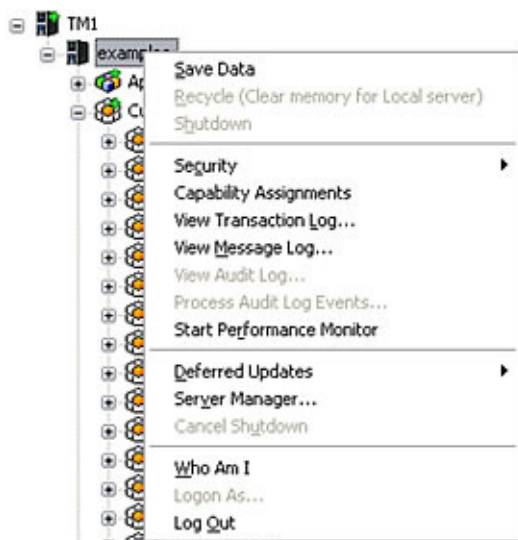 TM1
examples
Save Data
Recycle (Clear memory for Local server)
Shutdown
Security
Capability Assignments
View Transaction Log...
View Message Log...
View Audit Log...
Process Audit Log Events...
Start Performance Monitor
Deferred Updates
Server Manager...
Cancel Shutdown
Who Am I
Logon As...
Log Out